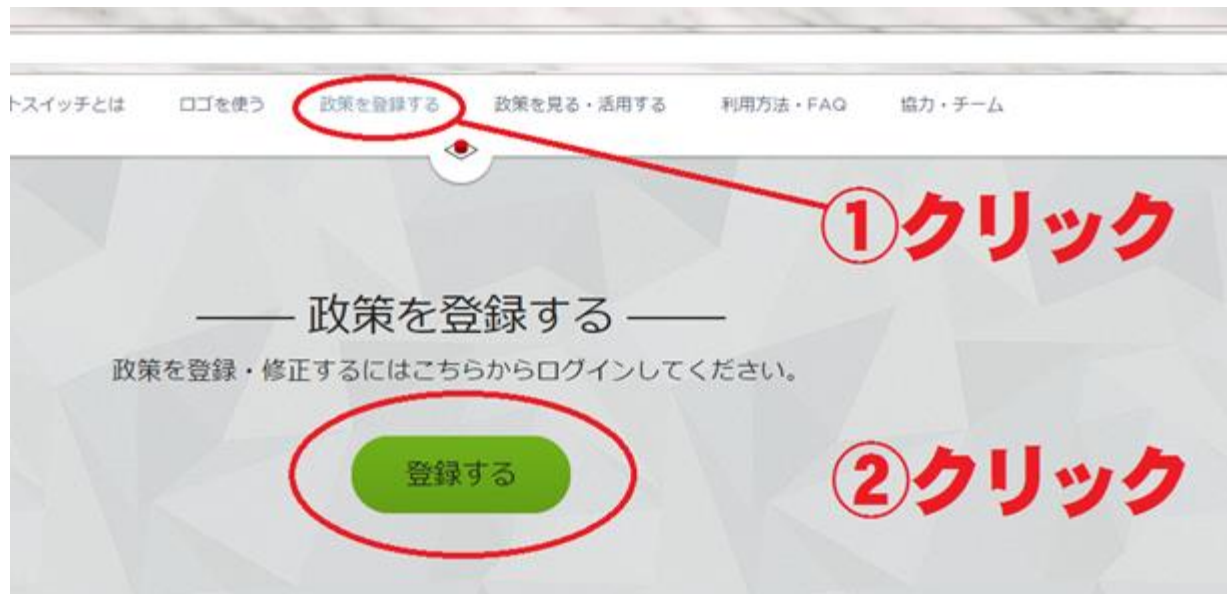 トスイッチとは ロゴを使う 政策を登録する 政策を見る・活用する 利用方法・FAQ 協力・チーム
①クリック
政策を登録する
政策を登録・修正するにはこちらからログインしてください。
登録する
②クリック